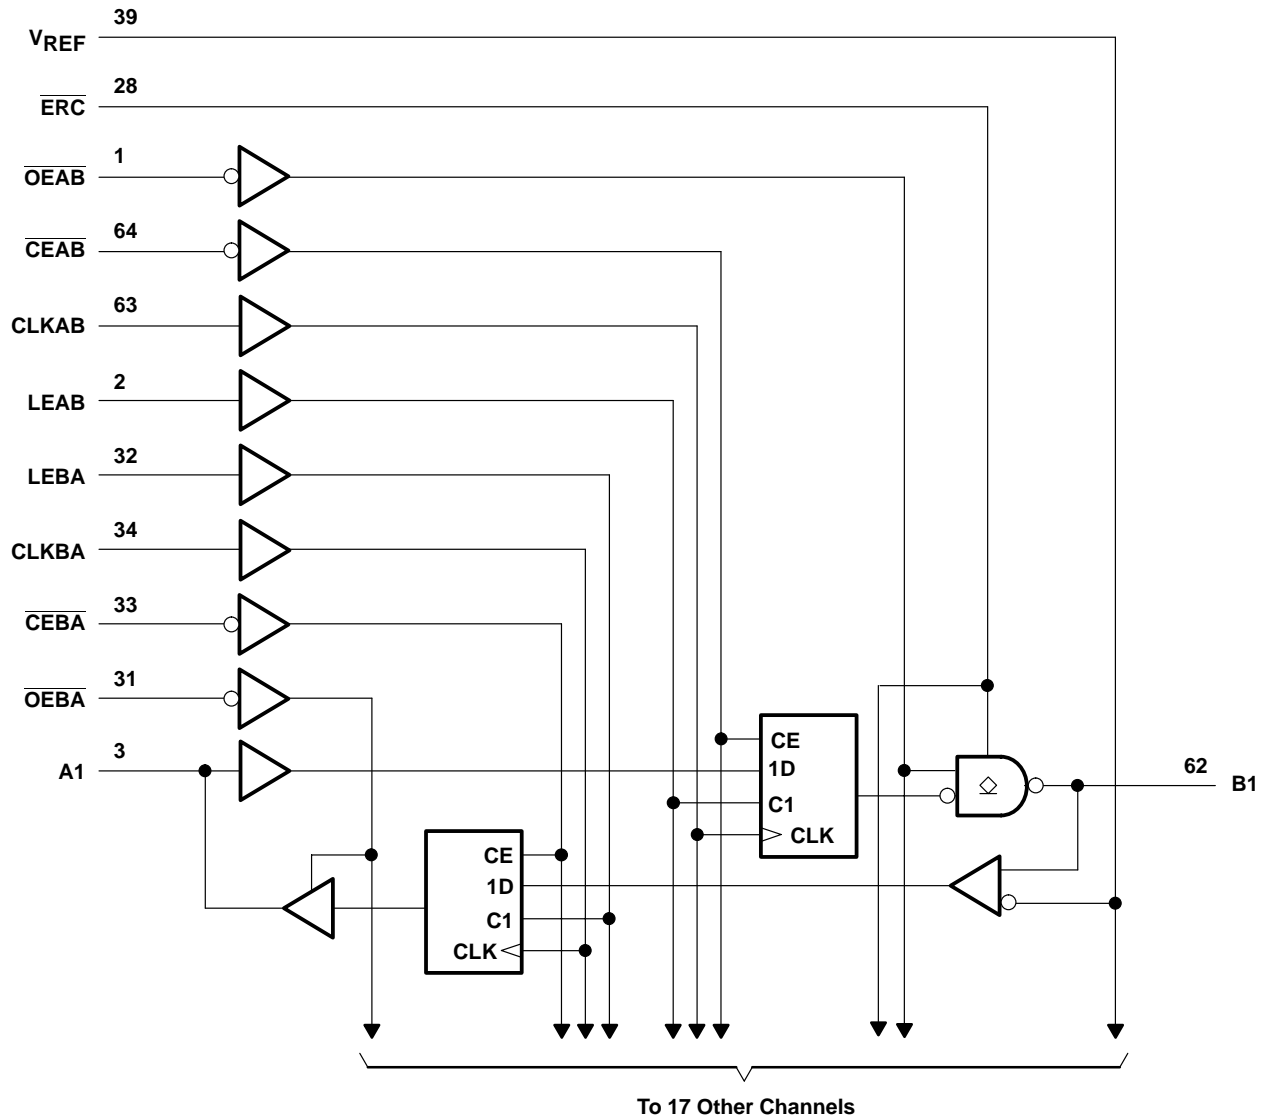 39
VREF
28
ERC
1
OEAB
64
CEAB
63
CLKAB
2
LEAB
32
LEBA
34
CLKBA
33
CEBA
31
OEBA
3
A1
CE
1D
C1
CLK
62
B1
CE
1D
C1
CLK
To 17 Other Channels